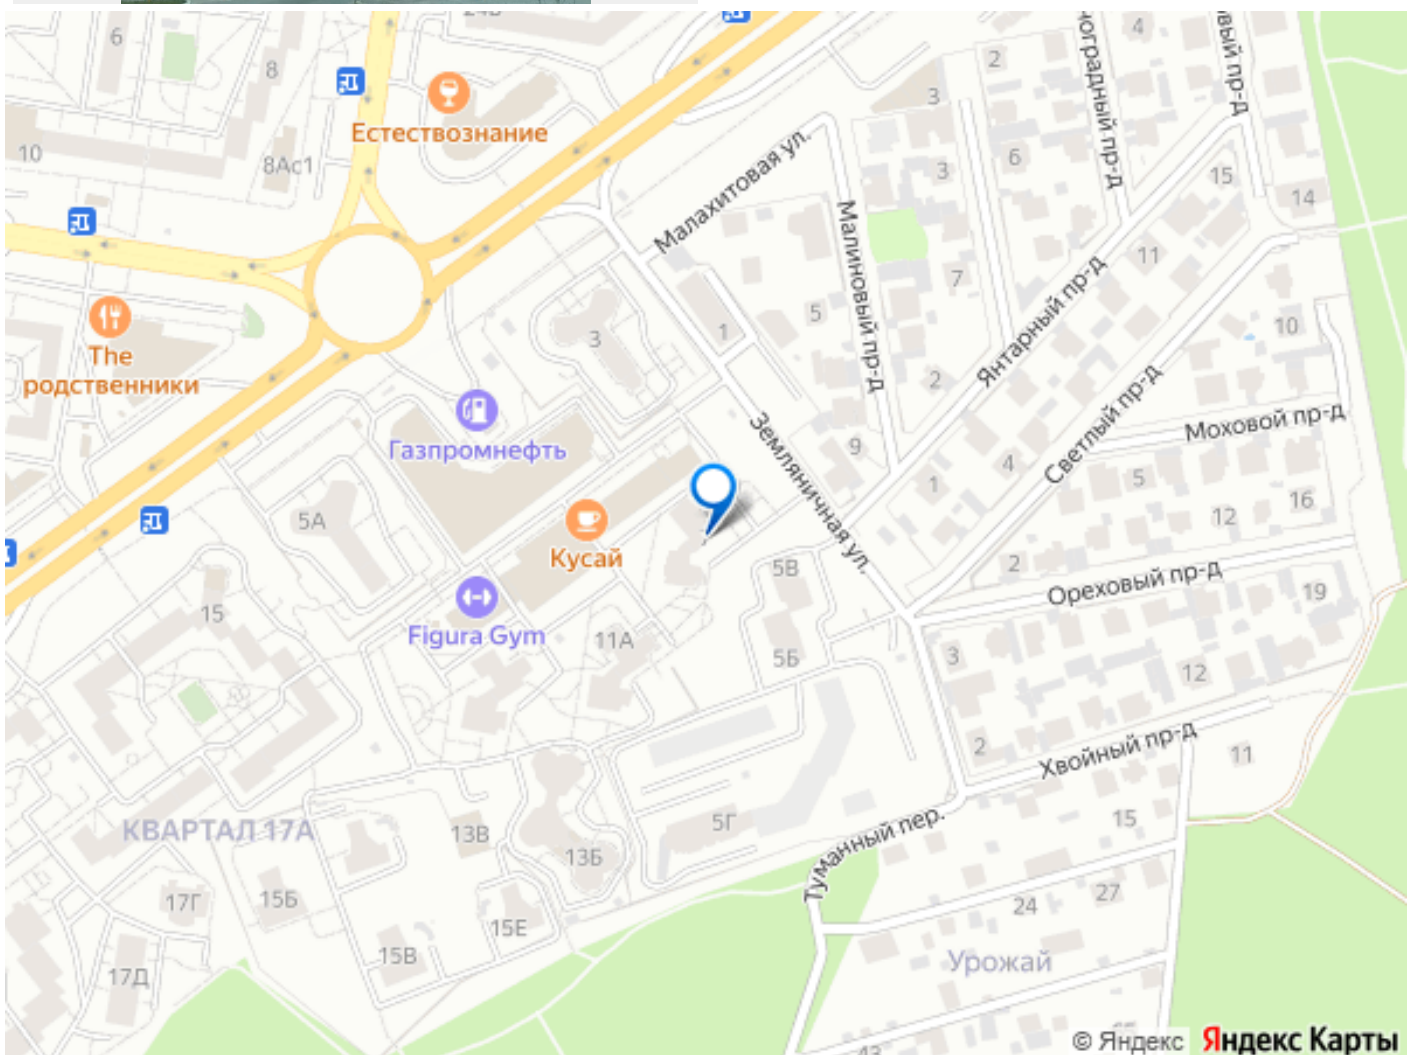 24В
6
8
Естествознание
10
8Ас1
The
родственники
Газпромнефть
3
5А
Кусай
Figura Gym
15
11А
5В
5Б
КВАРТАЛ 17А
13В
13Б
5Г
17Г
15Б
15Е
15В
17Д
Малахитовая ул.
Малиновый пр-д
3
2
4
3
6
15
14
5
7
1
11
10
2
9
Янтарный пр-д
Земляничная ул.
Светлый пр-д
Моховой пр-д
4
1
5
16
12
2
Ореховый пр-д
19
3
12
2
Хвойный пр-д
11
Туманный пер.
15
27
24
Урожай
43
© Яндекс Яндекс Карты